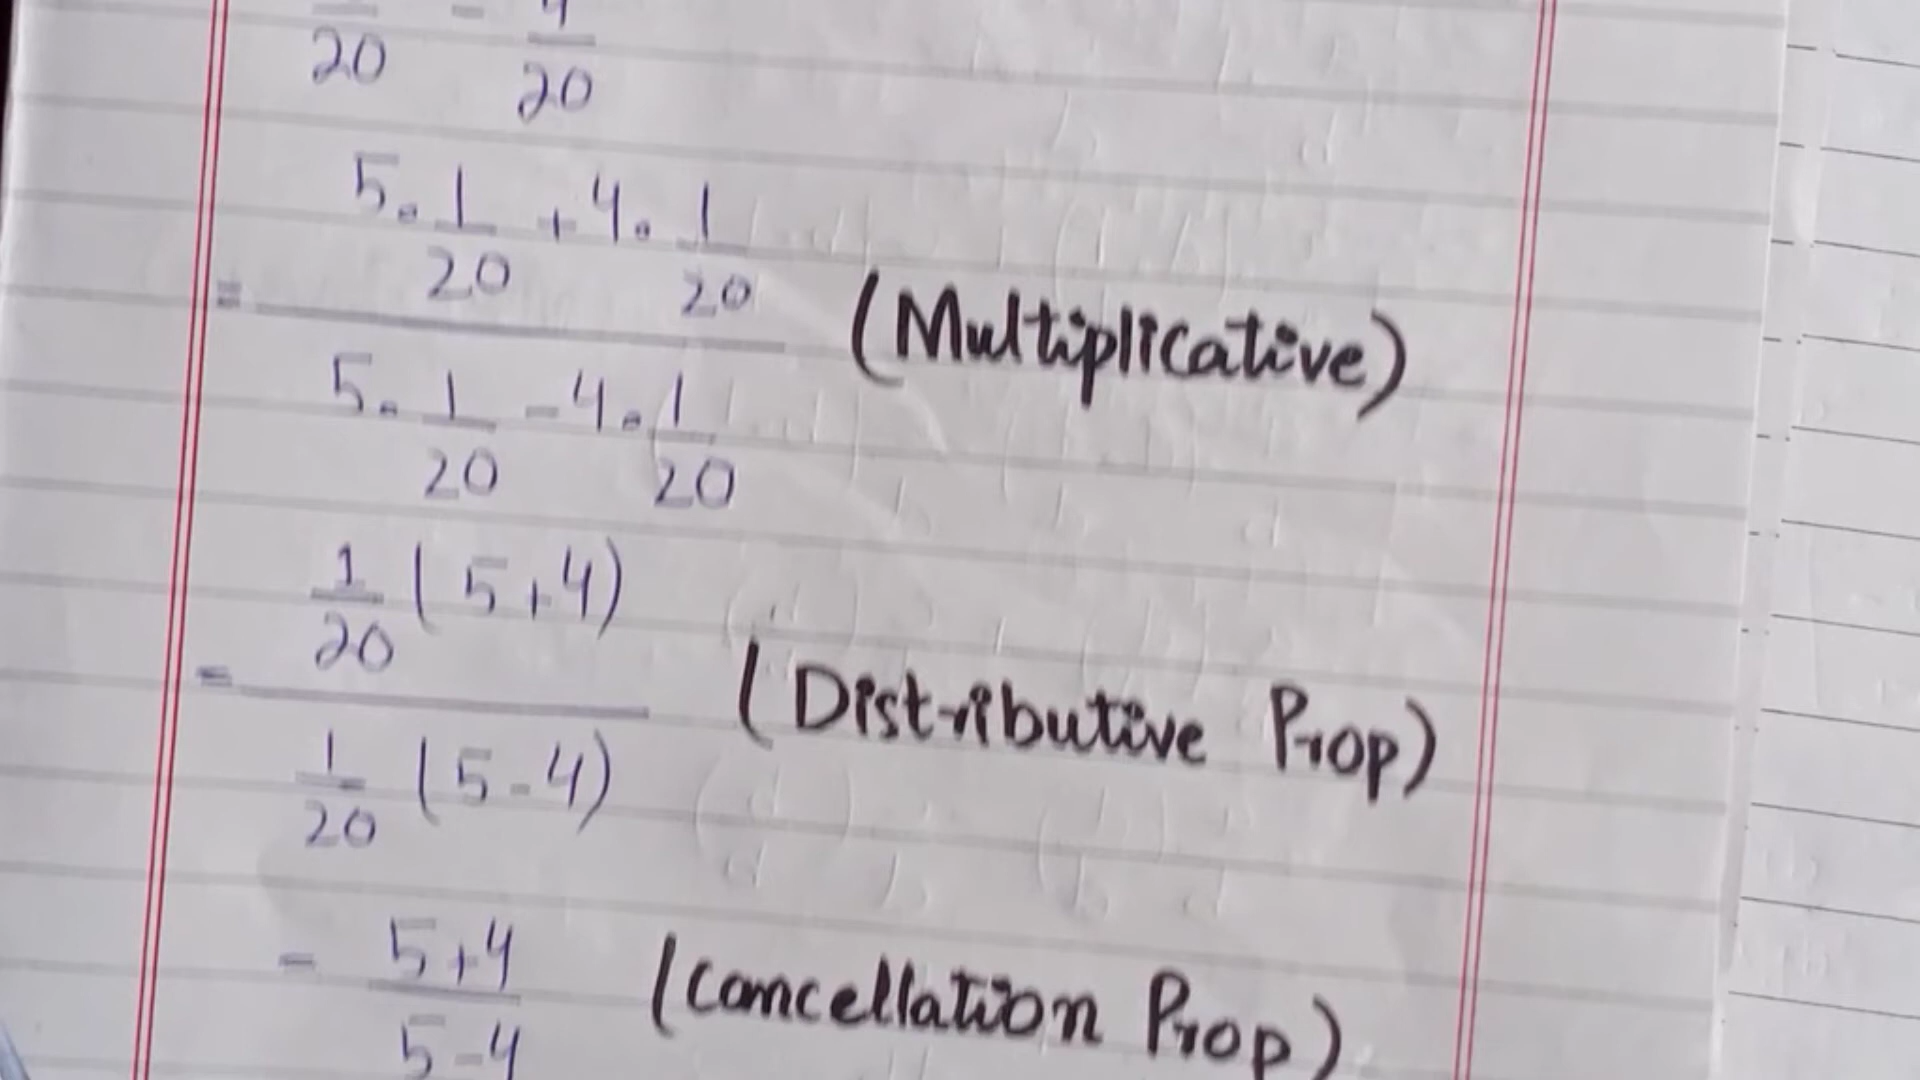 20 - 4/20
= (5 . 1/20 + 4 . 1/20) / (5 . 1/20 - 4 . 1/20) (Multiplicative)
= (1/20 (5+4)) / (1/20 (5-4)) (Distributive Prop)
- (5+4) / (5-4) (Cancellation Prop)